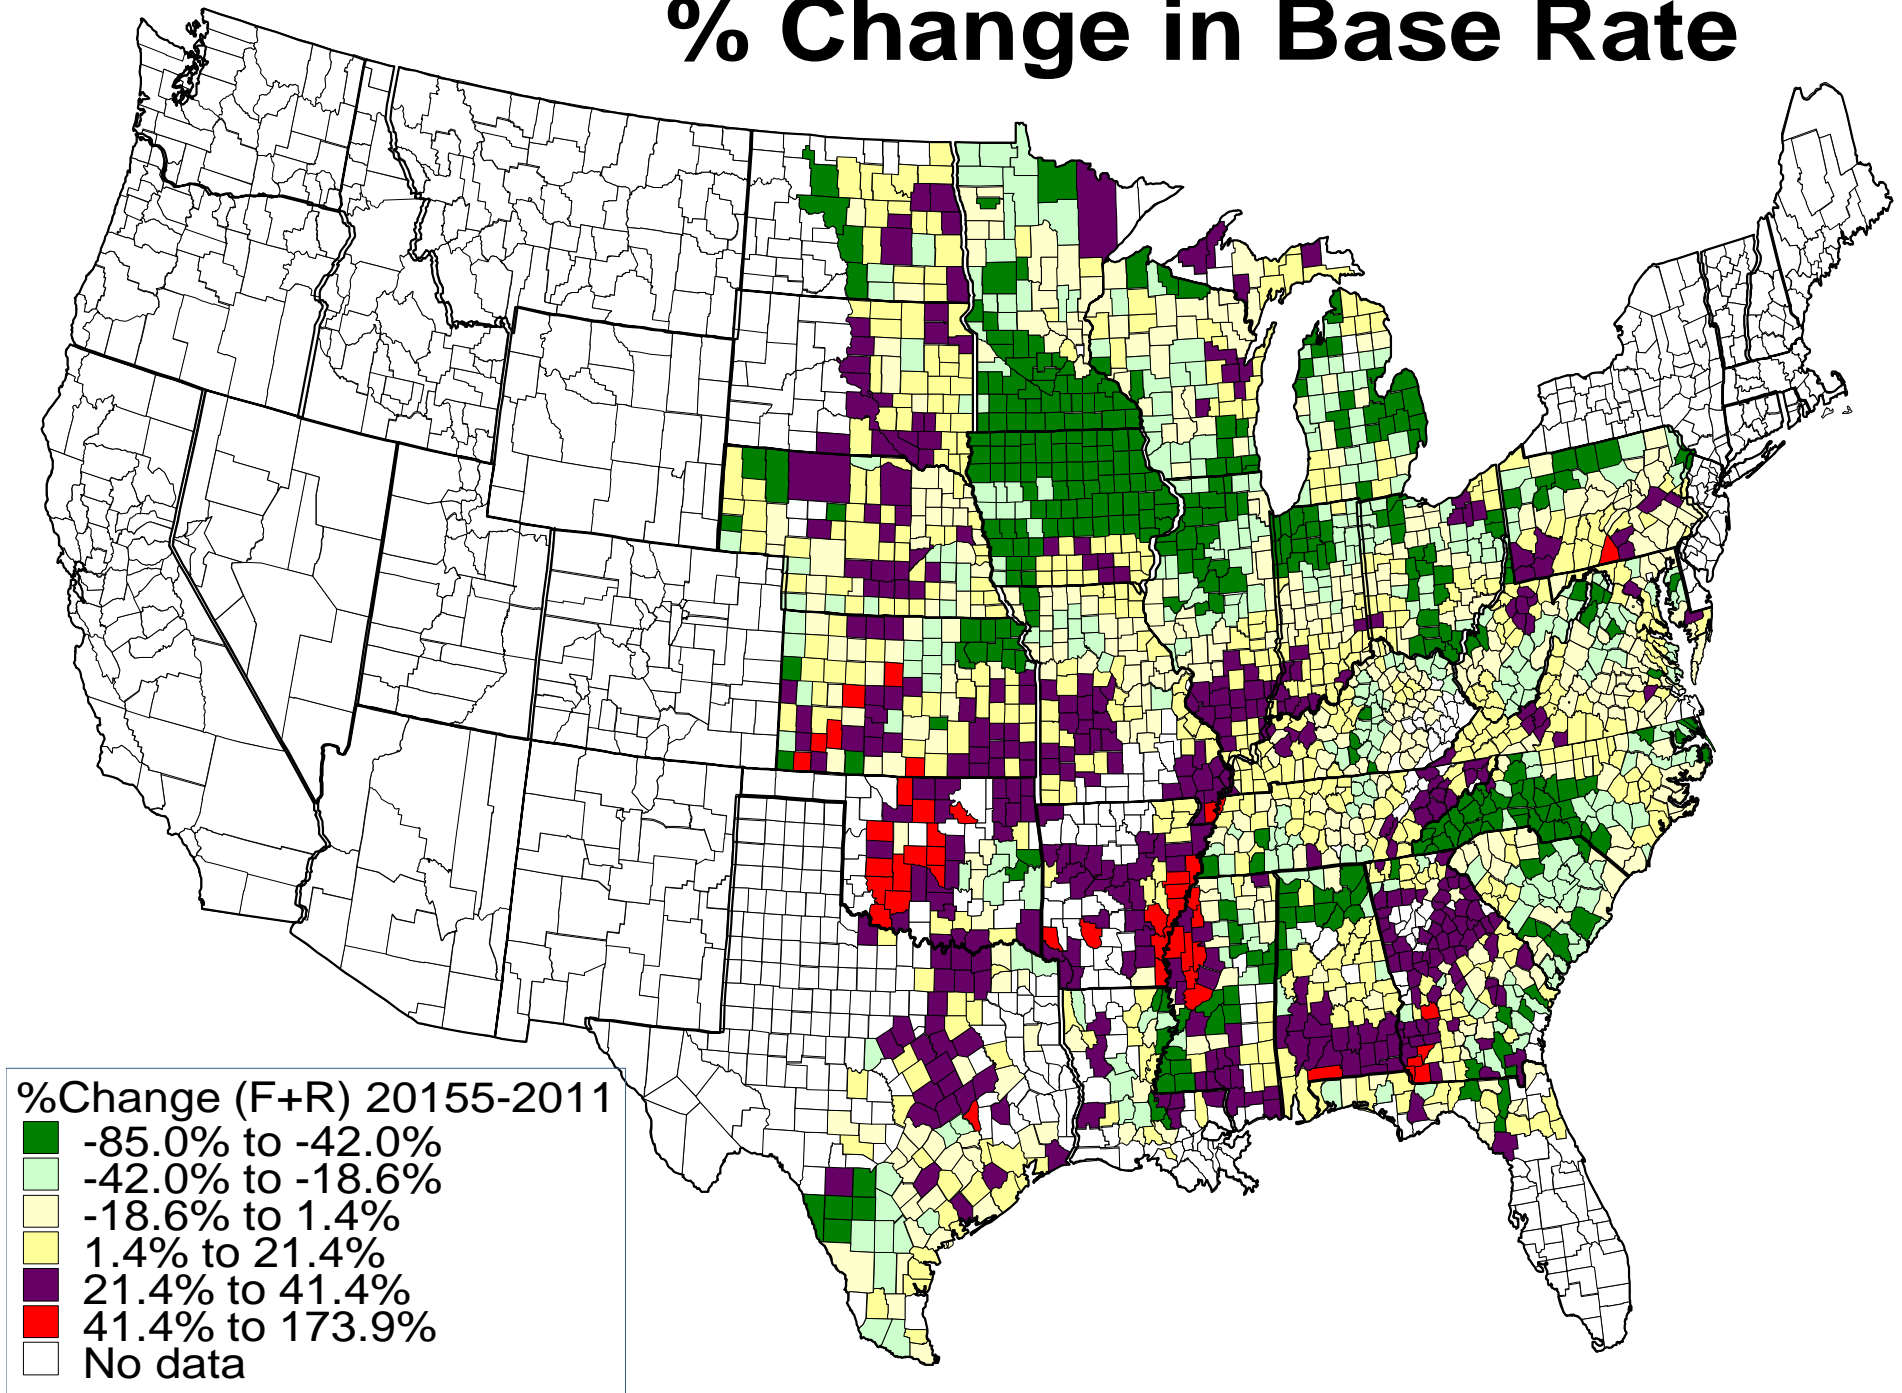 % Change in Base Rate
%Change (F+R) 20155-2011
-85.0% to -42.0%
-42.0% to -18.6%
-18.6% to 1.4%
1.4% to 21.4%
21.4% to 41.4%
41.4% to 173.9%
No data